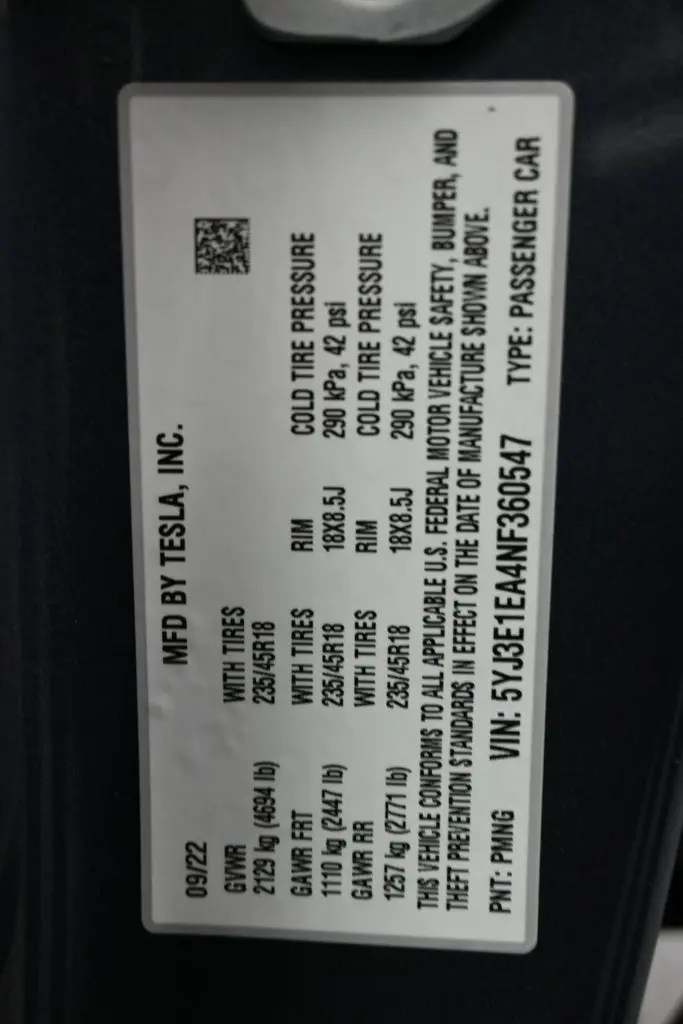 MFD BY TESLA, INC.
09/22
GVWR WITH TIRES
2129 kg (4694 lb) 235/45R18
GAWR FRT WITH TIRES RIM COLD TIRE PRESSURE
1110 kg (2447 lb) 235/45R18 18X8.5J 290 kPa, 42 psi
GAWR RR WITH TIRES RIM COLD TIRE PRESSURE
1257 kg (2771 lb) 235/45R18 18X8.5J 290 kPa, 42 psi
THIS VEHICLE CONFORMS TO ALL APPLICABLE U.S. FEDERAL MOTOR VEHICLE SAFETY, BUMPER, AND
THEFT PREVENTION STANDARDS IN EFFECT ON THE DATE OF MANUFACTURE SHOWN ABOVE.
PNT: PMNG VIN: 5YJ3E1EA4NF360547 TYPE: PASSENGER CAR